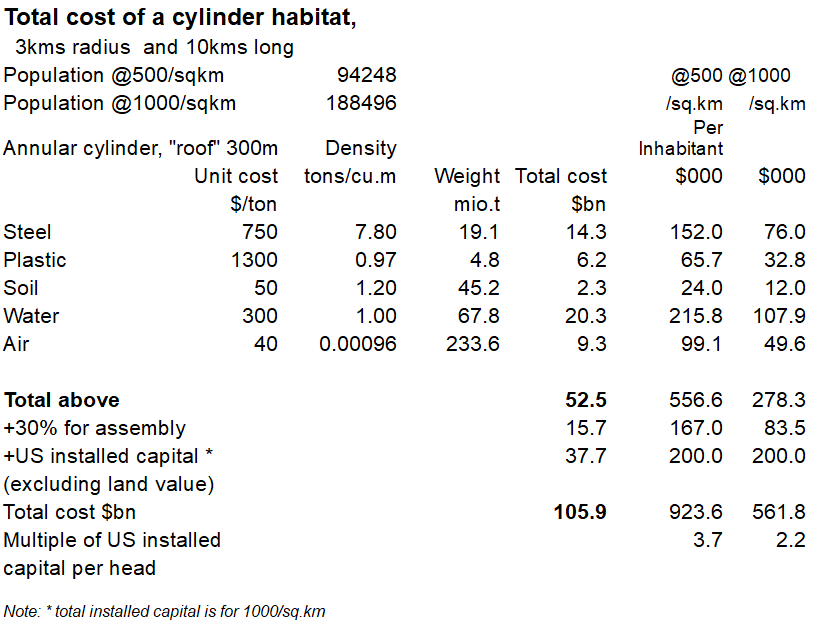 Total cost of a cylinder habitat,
3kms radius and 10kms long
Population @500/sqkm 94248 @500 @1000
Population @1000/sqkm 188496 /sq.km /sq.km
Per
Annular cylinder, "roof" 300m Density Inhabitant
Unit cost tons/cu.m Weight Total cost $000 $000
$/ton mio.t $bn
Steel 750 7.80 19.1 14.3 152.0 76.0
Plastic 1300 0.97 4.8 6.2 65.7 32.8
Soil 50 1.20 45.2 2.3 24.0 12.0
Water 300 1.00 67.8 20.3 215.8 107.9
Air 40 0.00096 233.6 9.3 99.1 49.6
Total above 52.5 556.6 278.3
+30% for assembly 15.7 167.0 83.5
+US installed capital * 37.7 200.0 200.0
(excluding land value)
Total cost $bn 105.9 923.6 561.8
Multiple of US installed 3.7 2.2
capital per head
Note: * total installed capital is for 1000/sq.km